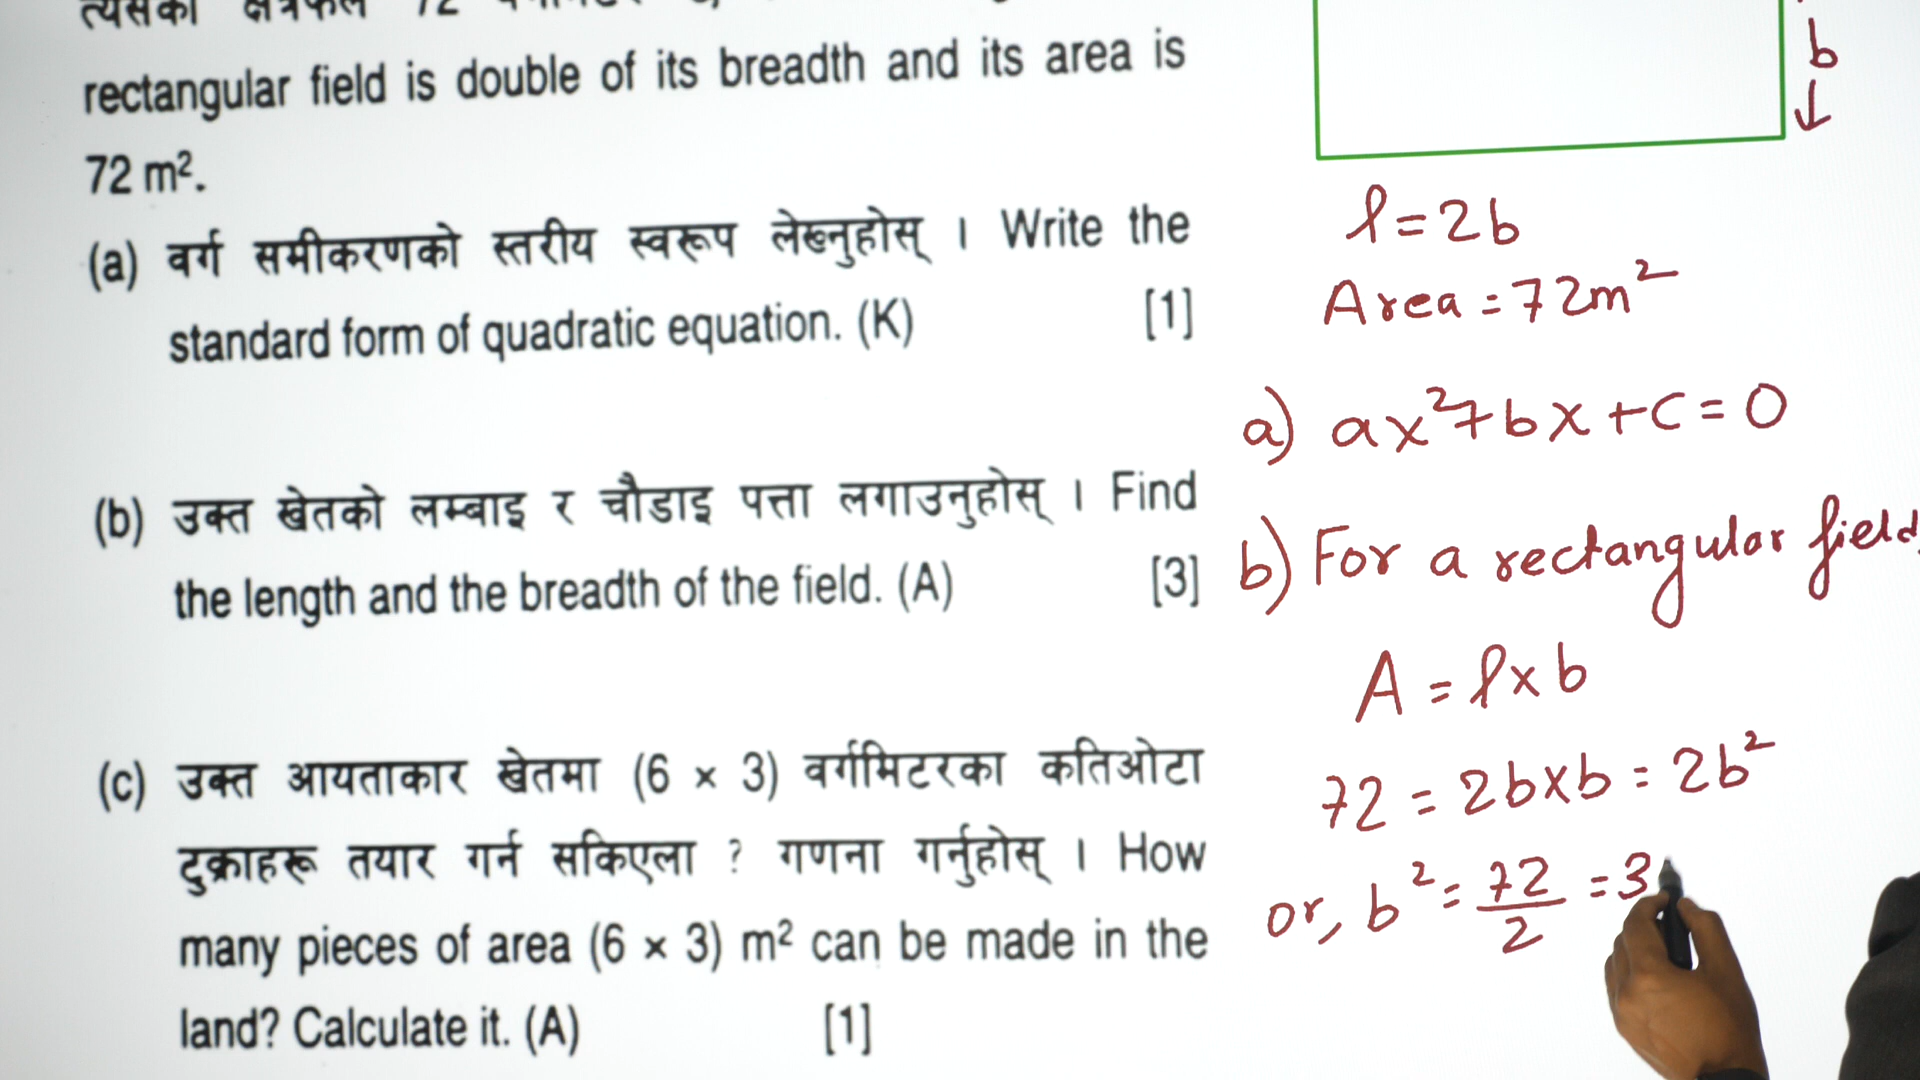 त्यसको क्षेत्रफल 72
rectangular field is double of its breadth and its area is
72 m².
(a) वर्ग समीकरणको स्तरीय स्वरूप लेख्नुहोस् । Write the
standard form of quadratic equation. (K) [1]
(b) उक्त खेतको लम्बाइ र चौडाइ पत्ता लगाउनुहोस् । Find
the length and the breadth of the field. (A) [3]
(c) उक्त आयताकार खेतमा (6 × 3) वर्गमिटरका कतिओटा
टुक्राहरू तयार गर्न सकिएला ? गणना गर्नुहोस् । How
many pieces of area (6 × 3) m² can be made in the
land? Calculate it. (A) [1]
b
l = 2b
Area = 72m²
a) ax²+bx+c=0
b) For a rectangular field,
A = l×b
72 = 2b×b = 2b²
or, b² = 72/2 = 3